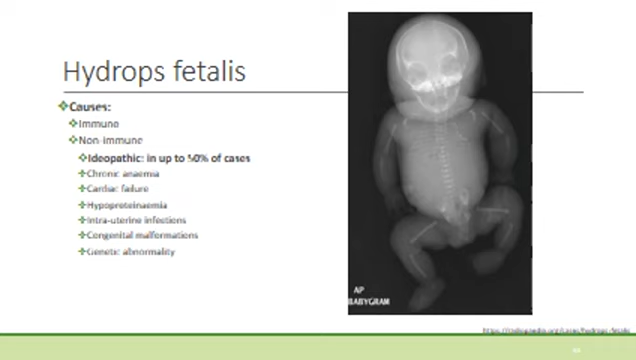 Hydrops fetalis
Causes:
Immune
Non-immune
Ideopathic: in up to 50% of cases
Chronic anaemia
Cardiac failure
Hypoproteinaemia
Intra-uterine infections
Congenital malformations
Genetic abnormality
AP
BABYGRAM
https://radiopaedia.org/cases/hydrops-fetalis